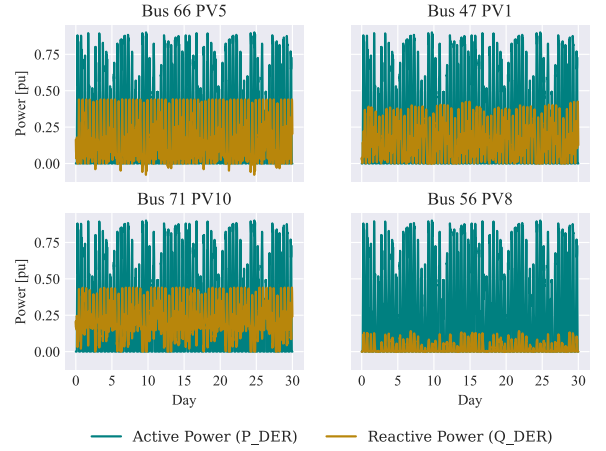 Bus 66 PV5
Bus 47 PV1
Power [pu]
0.75
0.50
0.25
0.00
Bus 71 PV10
Bus 56 PV8
Power [pu]
0.75
0.50
0.25
0.00
0 5 10 15 20 25 30
0 5 10 15 20 25 30
Day
Day
Active Power (P_DER)
Reactive Power (Q_DER)